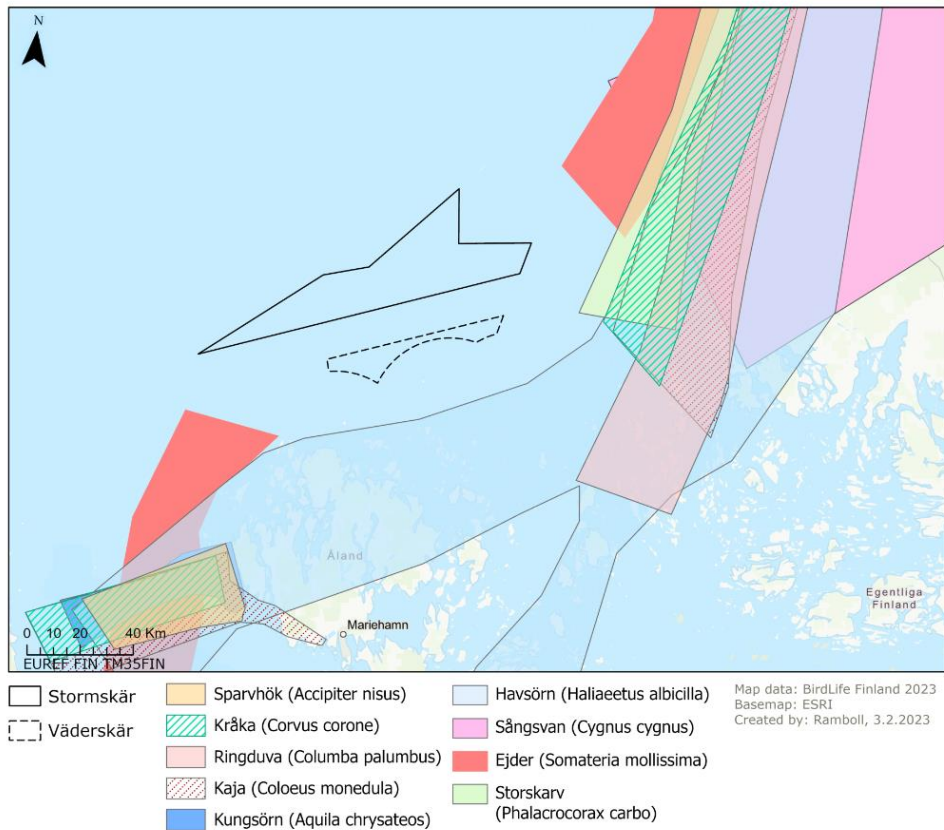 N
Åland
Mariehamn
Egentliga
Finland
0 10 20 40 Km
EUREF FIN TM35FIN
Stormskär
Väderskär
Sparvhök (Accipiter nisus)
Kråka (Corvus corone)
Ringduva (Columba palumbus)
Kaja (Coloeus monedula)
Kungsörn (Aquila chrysateos)
Havsörn (Haliaeetus albicilla)
Sångsvan (Cygnus cygnus)
Ejder (Somateria mollissima)
Storskarv
(Phalacrocorax carbo)
Map data: BirdLife Finland 2023
Basemap: ESRI
Created by: Ramboll, 3.2.2023